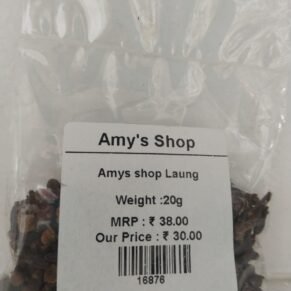 Amy's Shop
Amys shop Laung
Weight :20g
MRP : ₹ 38.00
Our Price : ₹ 30.00
16876